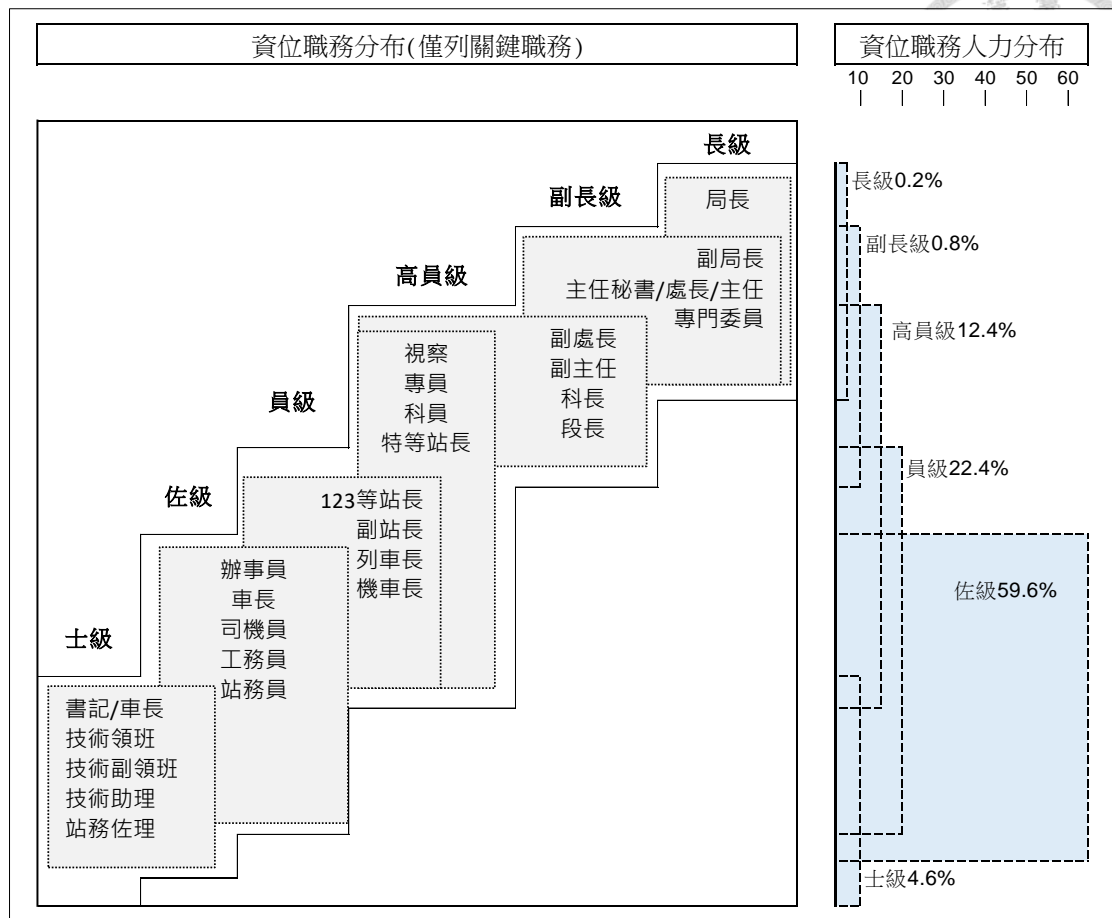 資位職務分布(僅列關鍵職務)
資位職務人力分布
10 20 30 40 50 60
長級
局長
副長級
副局長
主任秘書/處長/主任
專門委員
高員級
副處長
副主任
科長
段長
視察
專員
科員
特等站長
員級
123等站長
副站長
列車長
機車長
佐級
辦事員
車長
司機員
工務員
站務員
士級
書記/車長
技術領班
技術副領班
技術助理
站務佐理
長級0.2%
副長級0.8%
高員級12.4%
員級22.4%
佐級59.6%
士級4.6%